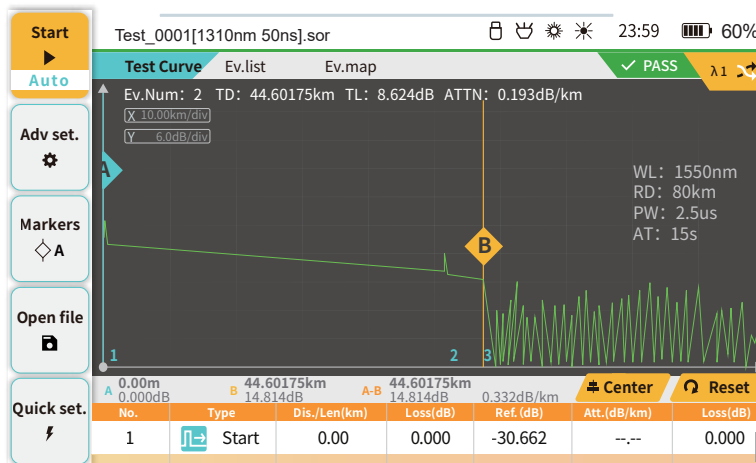 Start
Auto
Adv set.
Markers
A
Open file
Quick set.
Test_0001[1310nm 50ns].sor
23:59
60%
Test Curve Ev.list Ev.map
PASS
λ1
Ev.Num: 2 TD: 44.60175km TL: 8.624dB ATTN: 0.193dB/km
X 10.00km/div
Y 6.0dB/div
A
WL: 1550nm
RD: 80km
PW: 2.5us
AT: 15s
B
1 2 3
A 0.00m 0.000dB
B 44.60175km 14.814dB
A-B 44.60175km 14.814dB 0.332dB/km
Center
Reset
No. Type Dis./Len(km) Loss(dB) Ref.(dB) Att.(dB/km) Loss(dB)
1 Start 0.00 0.000 -30.662 --.-- 0.000